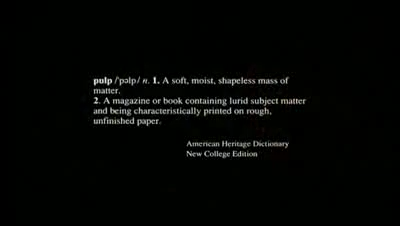 pulp /'pəlp/ n. 1. A soft, moist, shapeless mass of
matter.
2. A magazine or book containing lurid subject matter
and being characteristically printed on rough,
unfinished paper.
American Heritage Dictionary
New College Edition